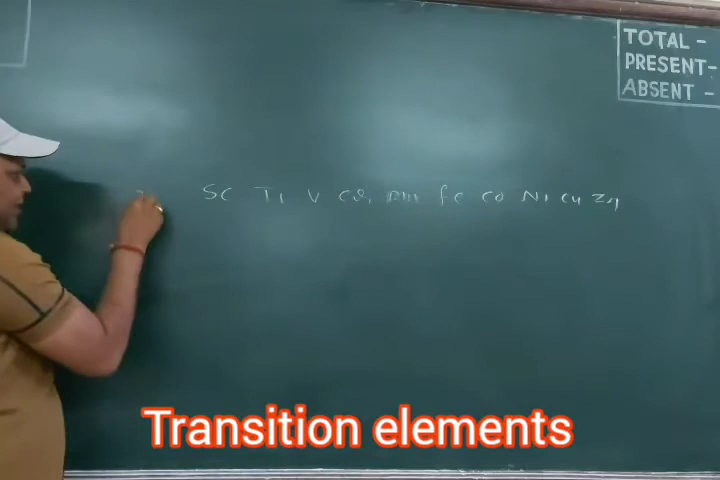 TOTAL -
PRESENT-
ABSENT -
Sc Ti V Cr Mn Fe Co Ni Cu Zn
Transition elements